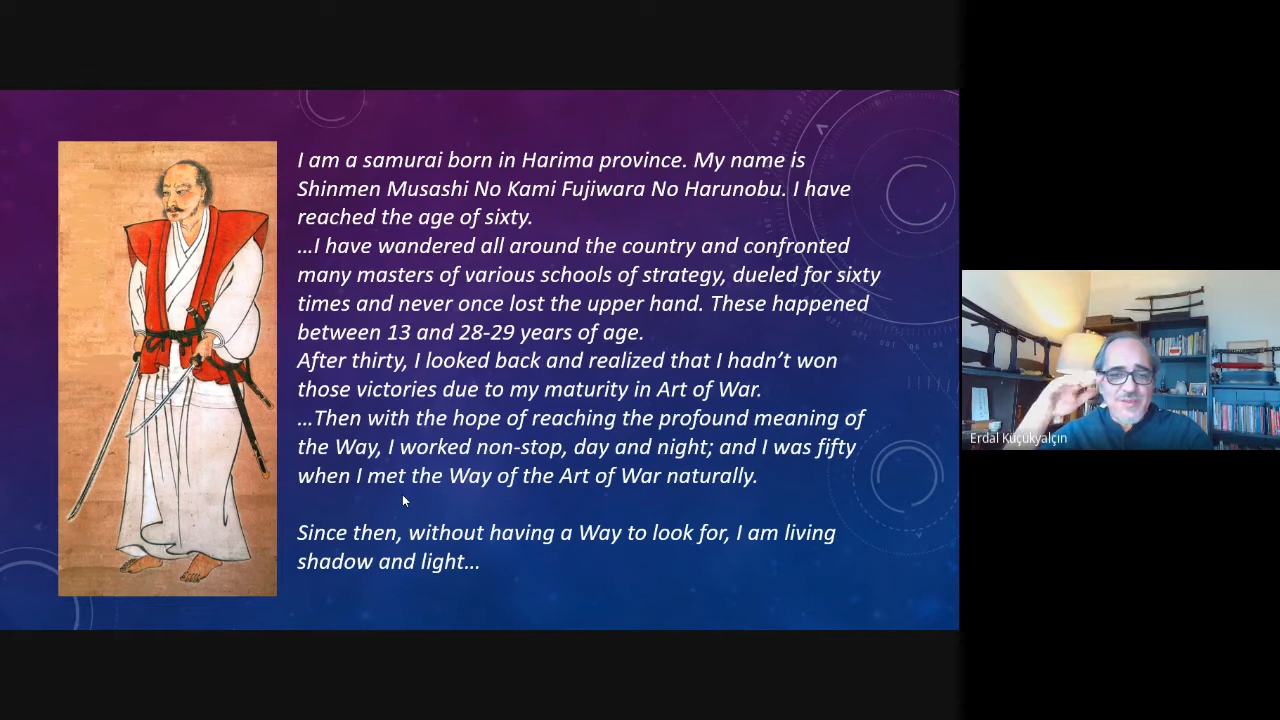 I am a samurai born in Harima province. My name is
Shinmen Musashi No Kami Fujiwara No Harunobu. I have
reached the age of sixty.
…I have wandered all around the country and confronted
many masters of various schools of strategy, dueled for sixty
times and never once lost the upper hand. These happened
between 13 and 28-29 years of age.
After thirty, I looked back and realized that I hadn’t won
those victories due to my maturity in Art of War.
…Then with the hope of reaching the profound meaning of
the Way, I worked non-stop, day and night; and I was fifty
when I met the Way of the Art of War naturally.
Since then, without having a Way to look for, I am living
shadow and light…
Erdal Küçükyalçın